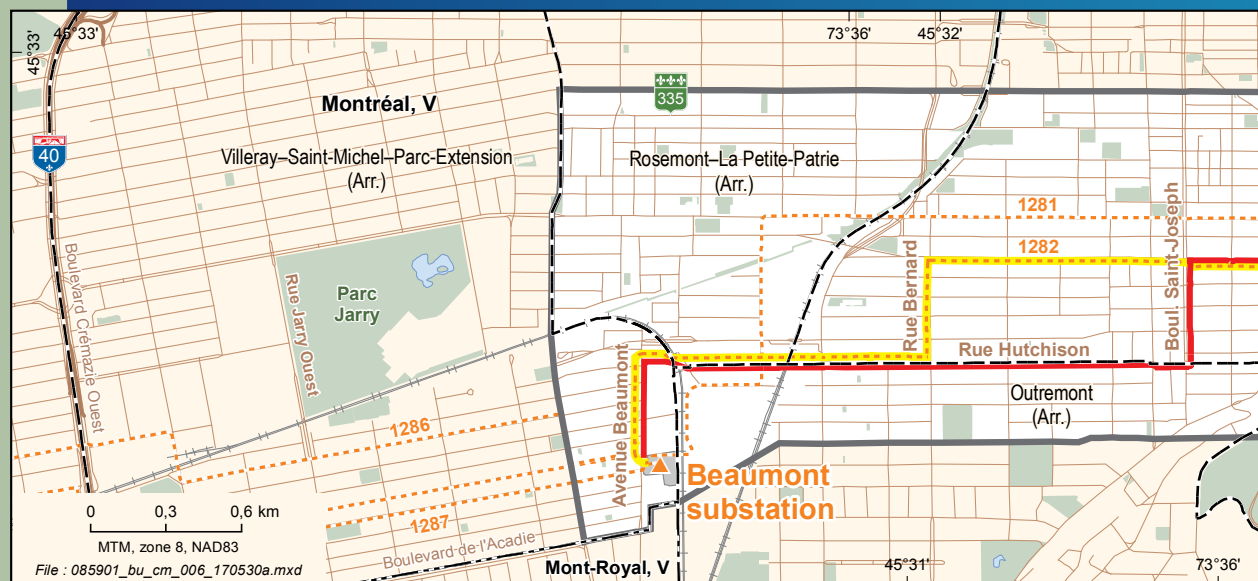 45°33'
45°33'
73°36'
45°32'
335
Montréal, V
40
Villeray–Saint-Michel–Parc-Extension
(Arr.)
Rosemont–La Petite-Patrie
(Arr.)
1281
1282
Boulevard Crémazie Ouest
Rue Jarry Ouest
Parc
Jarry
Rue Bernard
Boul. Saint-Joseph
Rue Hutchison
Avenue Beaumont
Outremont
(Arr.)
1286
1287
Beaumont
substation
0 0,3 0,6 km
MTM, zone 8, NAD83
Boulevard de l'Acadie
Mont-Royal, V
45°31'
73°36'
File : 085901_bu_cm_006_170530a.mxd